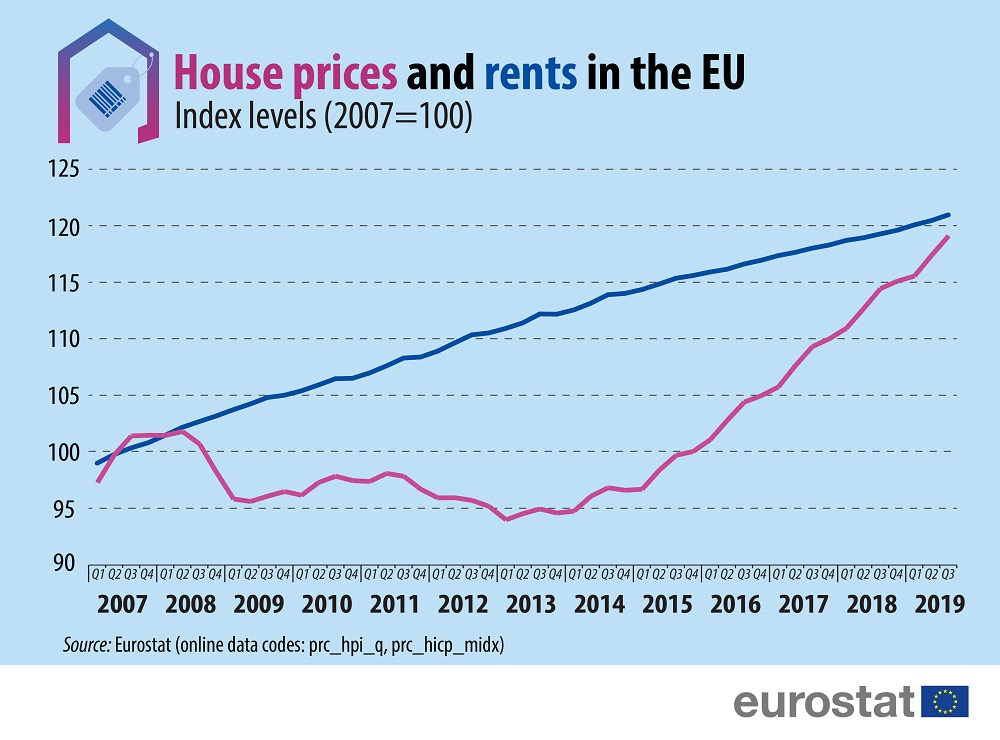 House prices and rents in the EU
Index levels (2007=100)
125
120
115
110
105
100
95
90
Q1 Q2 Q3 Q4 Q1 Q2 Q3 Q4 Q1 Q2 Q3 Q4 Q1 Q2 Q3 Q4 Q1 Q2 Q3 Q4 Q1 Q2 Q3 Q4 Q1 Q2 Q3 Q4 Q1 Q2 Q3 Q4 Q1 Q2 Q3 Q4 Q1 Q2 Q3 Q4 Q1 Q2 Q3 Q4 Q1 Q2 Q3 Q4 Q1 Q2 Q3
2007 2008 2009 2010 2011 2012 2013 2014 2015 2016 2017 2018 2019
Source: Eurostat (online data codes: prc_hpi_q, prc_hicp_midx)
eurostat